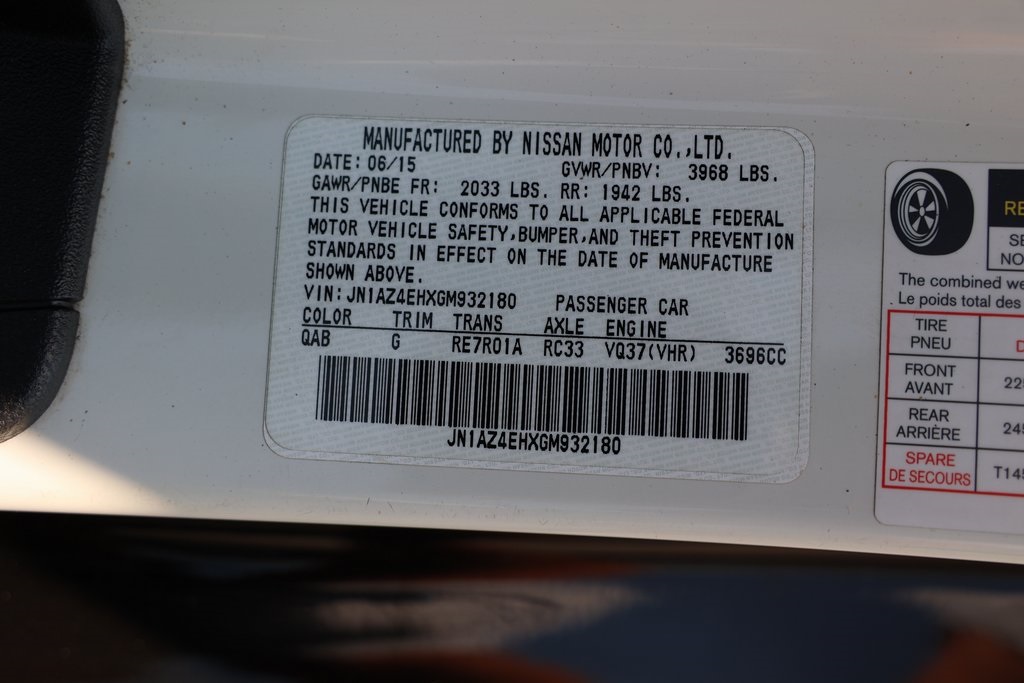 MANUFACTURED BY NISSAN MOTOR CO.,LTD.
DATE: 06/15 GVWR/PNBV: 3968 LBS.
GAWR/PNBE FR: 2033 LBS. RR: 1942 LBS.
THIS VEHICLE CONFORMS TO ALL APPLICABLE FEDERAL
MOTOR VEHICLE SAFETY,BUMPER,AND THEFT PREVENTION
STANDARDS IN EFFECT ON THE DATE OF MANUFACTURE
SHOWN ABOVE.
VIN: JN1AZ4EHXGM932180 PASSENGER CAR
COLOR TRIM TRANS AXLE ENGINE
QAB G RE7R01A RC33 VQ37(VHR) 3696CC
JN1AZ4EHXGM932180
The combined
Le poids total des
TIRE
PNEU
FRONT
AVANT
REAR
ARRIÈRE
SPARE
DE SECOURS